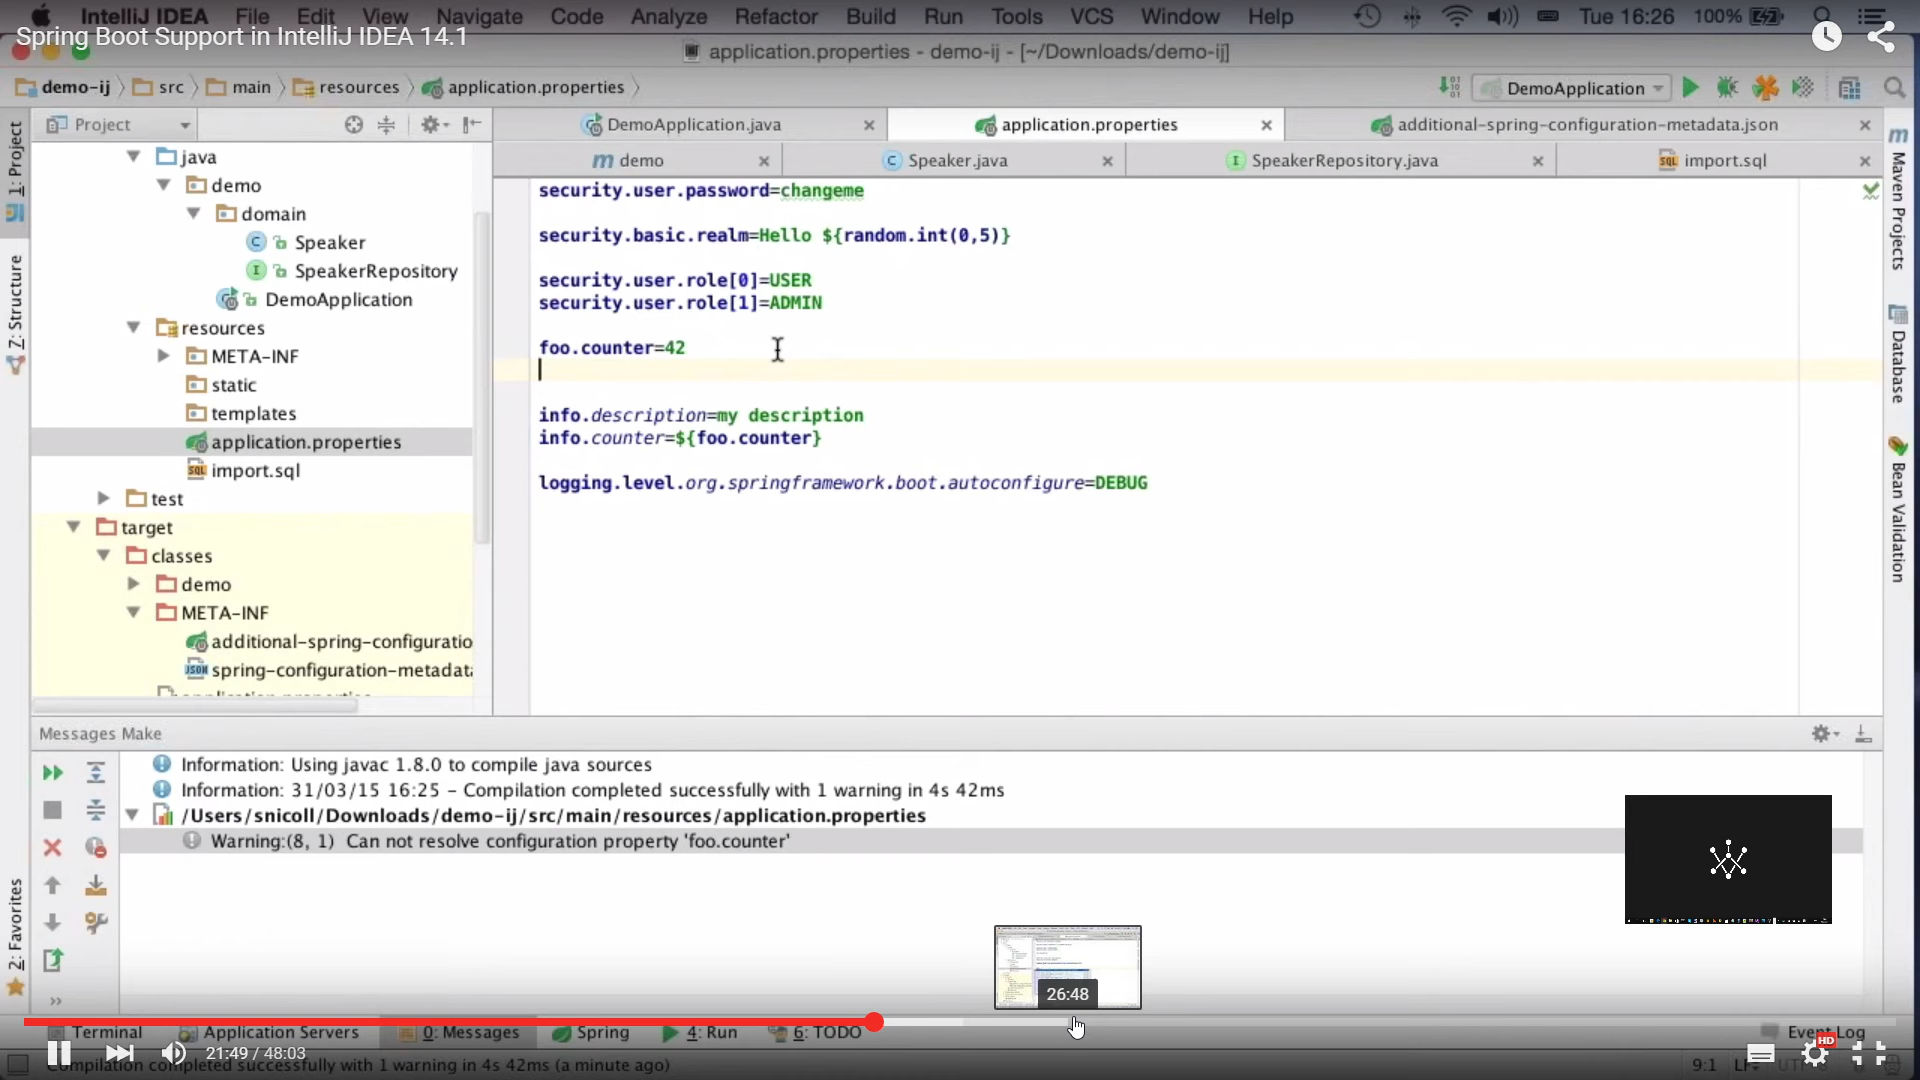 IntelliJ IDEA File Edit View Navigate Code Analyze Refactor Build Run Tools VCS Window Help Tue 16:26 100%
Spring Boot Support in IntelliJ IDEA 14.1
application.properties - demo-ij - [~/Downloads/demo-ij]
demo-ij src main resources application.properties DemoApplication
Project
DemoApplication.java application.properties additional-spring-configuration-metadata.json
demo Speaker.java SpeakerRepository.java import.sql
1: Project
Z: Structure
2: Favorites
java
demo
domain
Speaker
SpeakerRepository
DemoApplication
resources
META-INF
static
templates
application.properties
import.sql
test
target
classes
demo
META-INF
additional-spring-configuratio
spring-configuration-metadata
security.user.password=changeme
security.basic.realm=Hello ${random.int(0,5)}
security.user.role[0]=USER
security.user.role[1]=ADMIN
foo.counter=42
info.description=my description
info.counter=${foo.counter}
logging.level.org.springframework.boot.autoconfigure=DEBUG
Maven Projects
Database
Bean Validation
Messages Make
Information: Using javac 1.8.0 to compile java sources
Information: 31/03/15 16:25 - Compilation completed successfully with 1 warning in 4s 42ms
/Users/snicoll/Downloads/demo-ij/src/main/resources/application.properties
Warning:(8, 1) Can not resolve configuration property 'foo.counter'
26:48
Terminal Application Servers 0: Messages Spring 4: Run 6: TODO Event Log
21:49 / 48:03
HD
Compilation completed successfully with 1 warning in 4s 42ms (a minute ago) 9:1